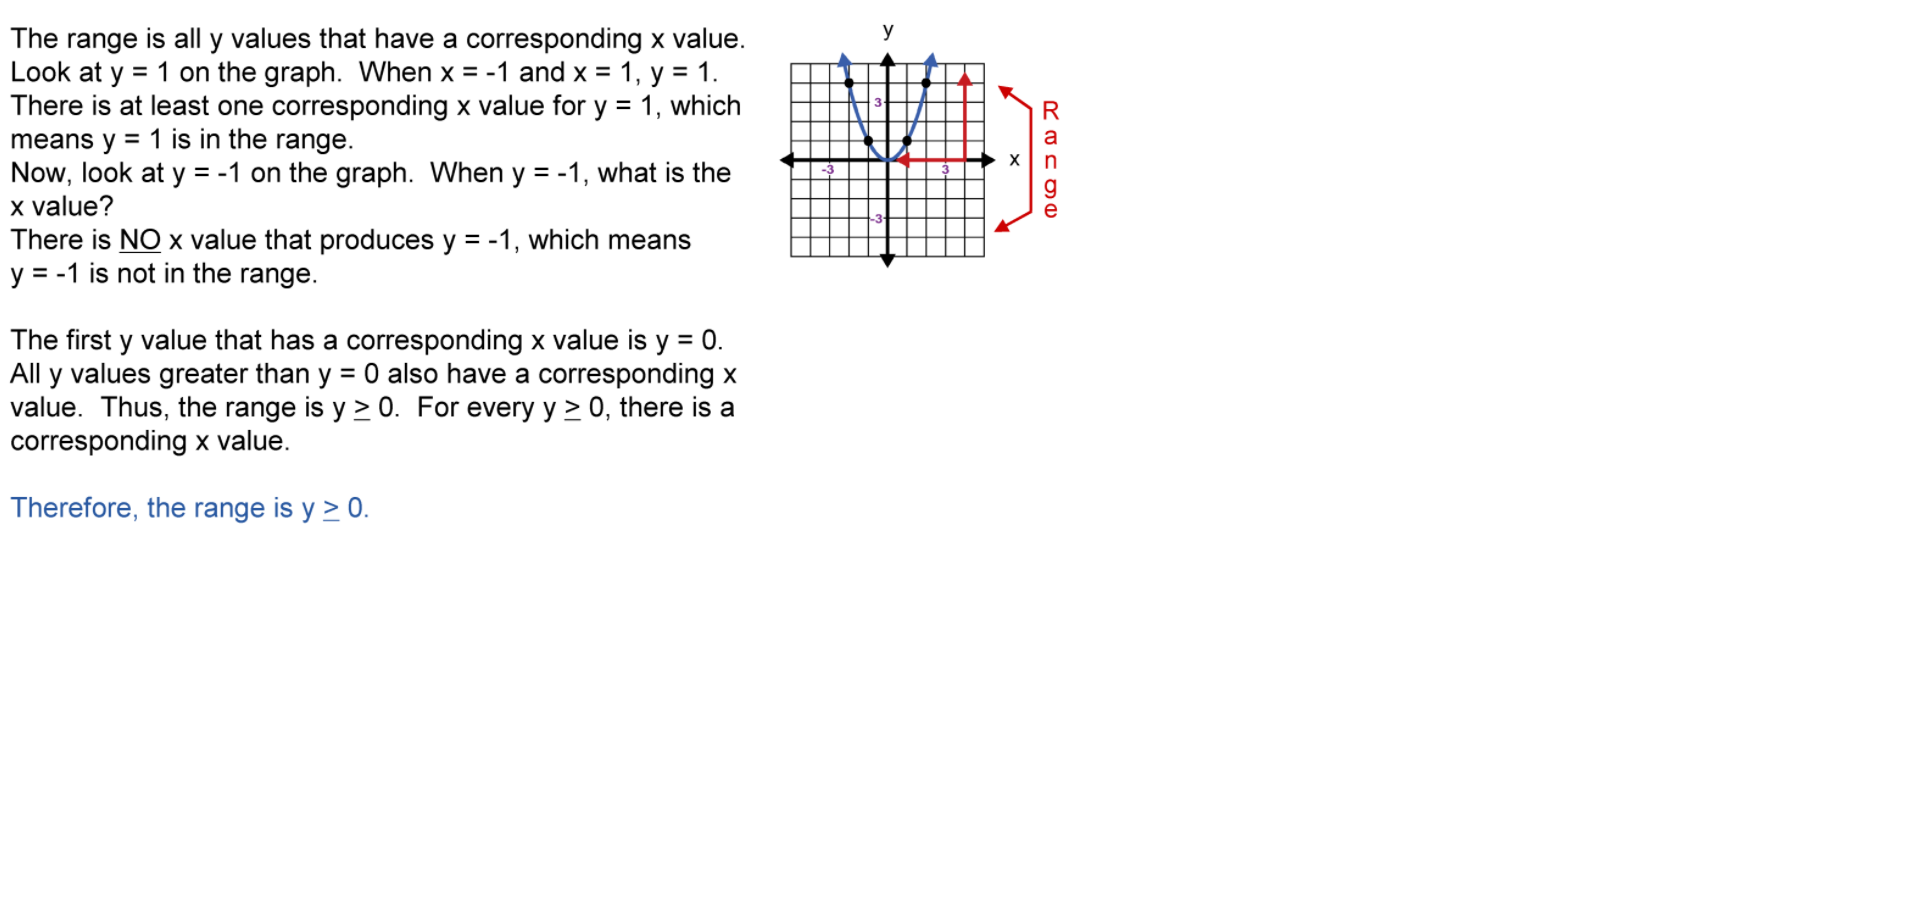 The range is all y values that have a corresponding x value.
Look at y = 1 on the graph.  When x = -1 and x = 1, y = 1.
There is at least one corresponding x value for y = 1, which
means y = 1 is in the range.
Now, look at y = -1 on the graph.  When y = -1, what is the
x value?
There is NO x value that produces y = -1, which means
y = -1 is not in the range.
The first y value that has a corresponding x value is y = 0.
All y values greater than y = 0 also have a corresponding x
value.  Thus, the range is y ≥ 0.  For every y ≥ 0, there is a
corresponding x value.
Therefore, the range is y ≥ 0.
y
3
-3
3
x
-3
Range